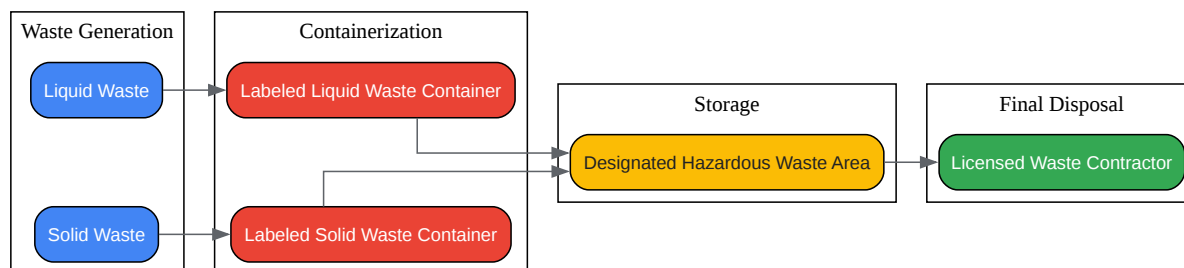 Waste Generation
Liquid Waste
Solid Waste
Containerization
Labeled Liquid Waste Container
Labeled Solid Waste Container
Storage
Designated Hazardous Waste Area
Final Disposal
Licensed Waste Contractor